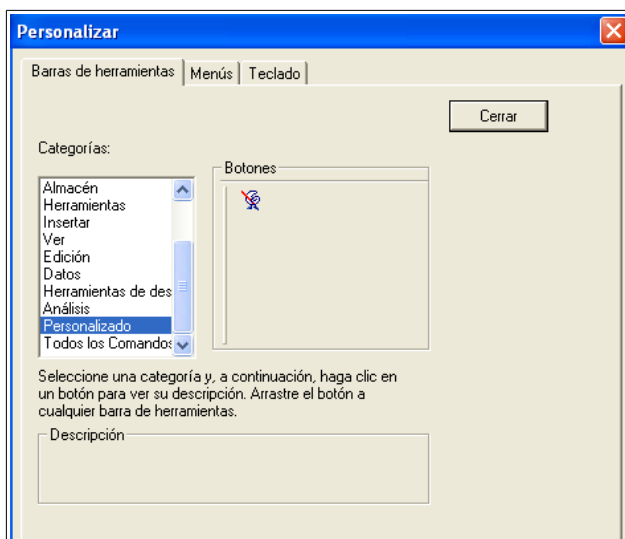 Personalizar
Barras de herramientas Menús Teclado
Cerrar
Categorías:
Botones
Almacén
Herramientas
Insertar
Ver
Edición
Datos
Herramientas de des
Análisis
Personalizado
Todos los Comandos
Seleccione una categoría y, a continuación, haga clic en
un botón para ver su descripción. Arrastre el botón a
cualquier barra de herramientas.
Descripción